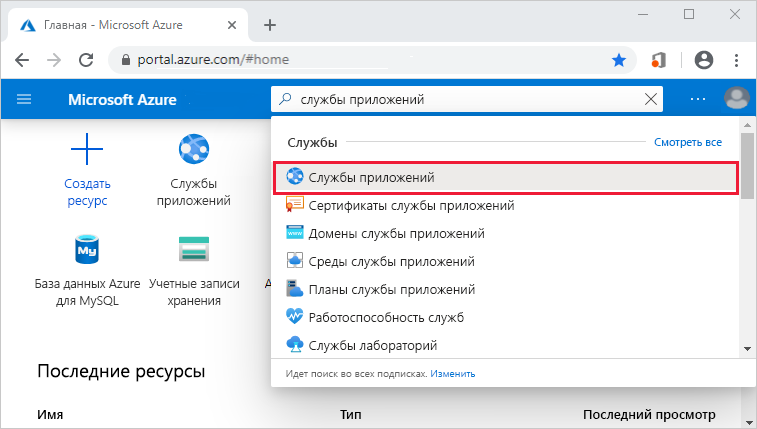 Главная - Microsoft Azure
portal.azure.com/#home
Microsoft Azure
службы приложений
Службы
Смотреть все
Службы приложений
Сертификаты службы приложений
Домены службы приложений
Среды службы приложений
Планы службы приложений
Работоспособность служб
Службы лабораторий
Идет поиск во всех подписках. Изменить
Создать
ресурс
Службы
приложений
My
База данных Azure
для MySQL
Учетные записи
хранения
Последние ресурсы
Имя
Тип
Последний просмотр